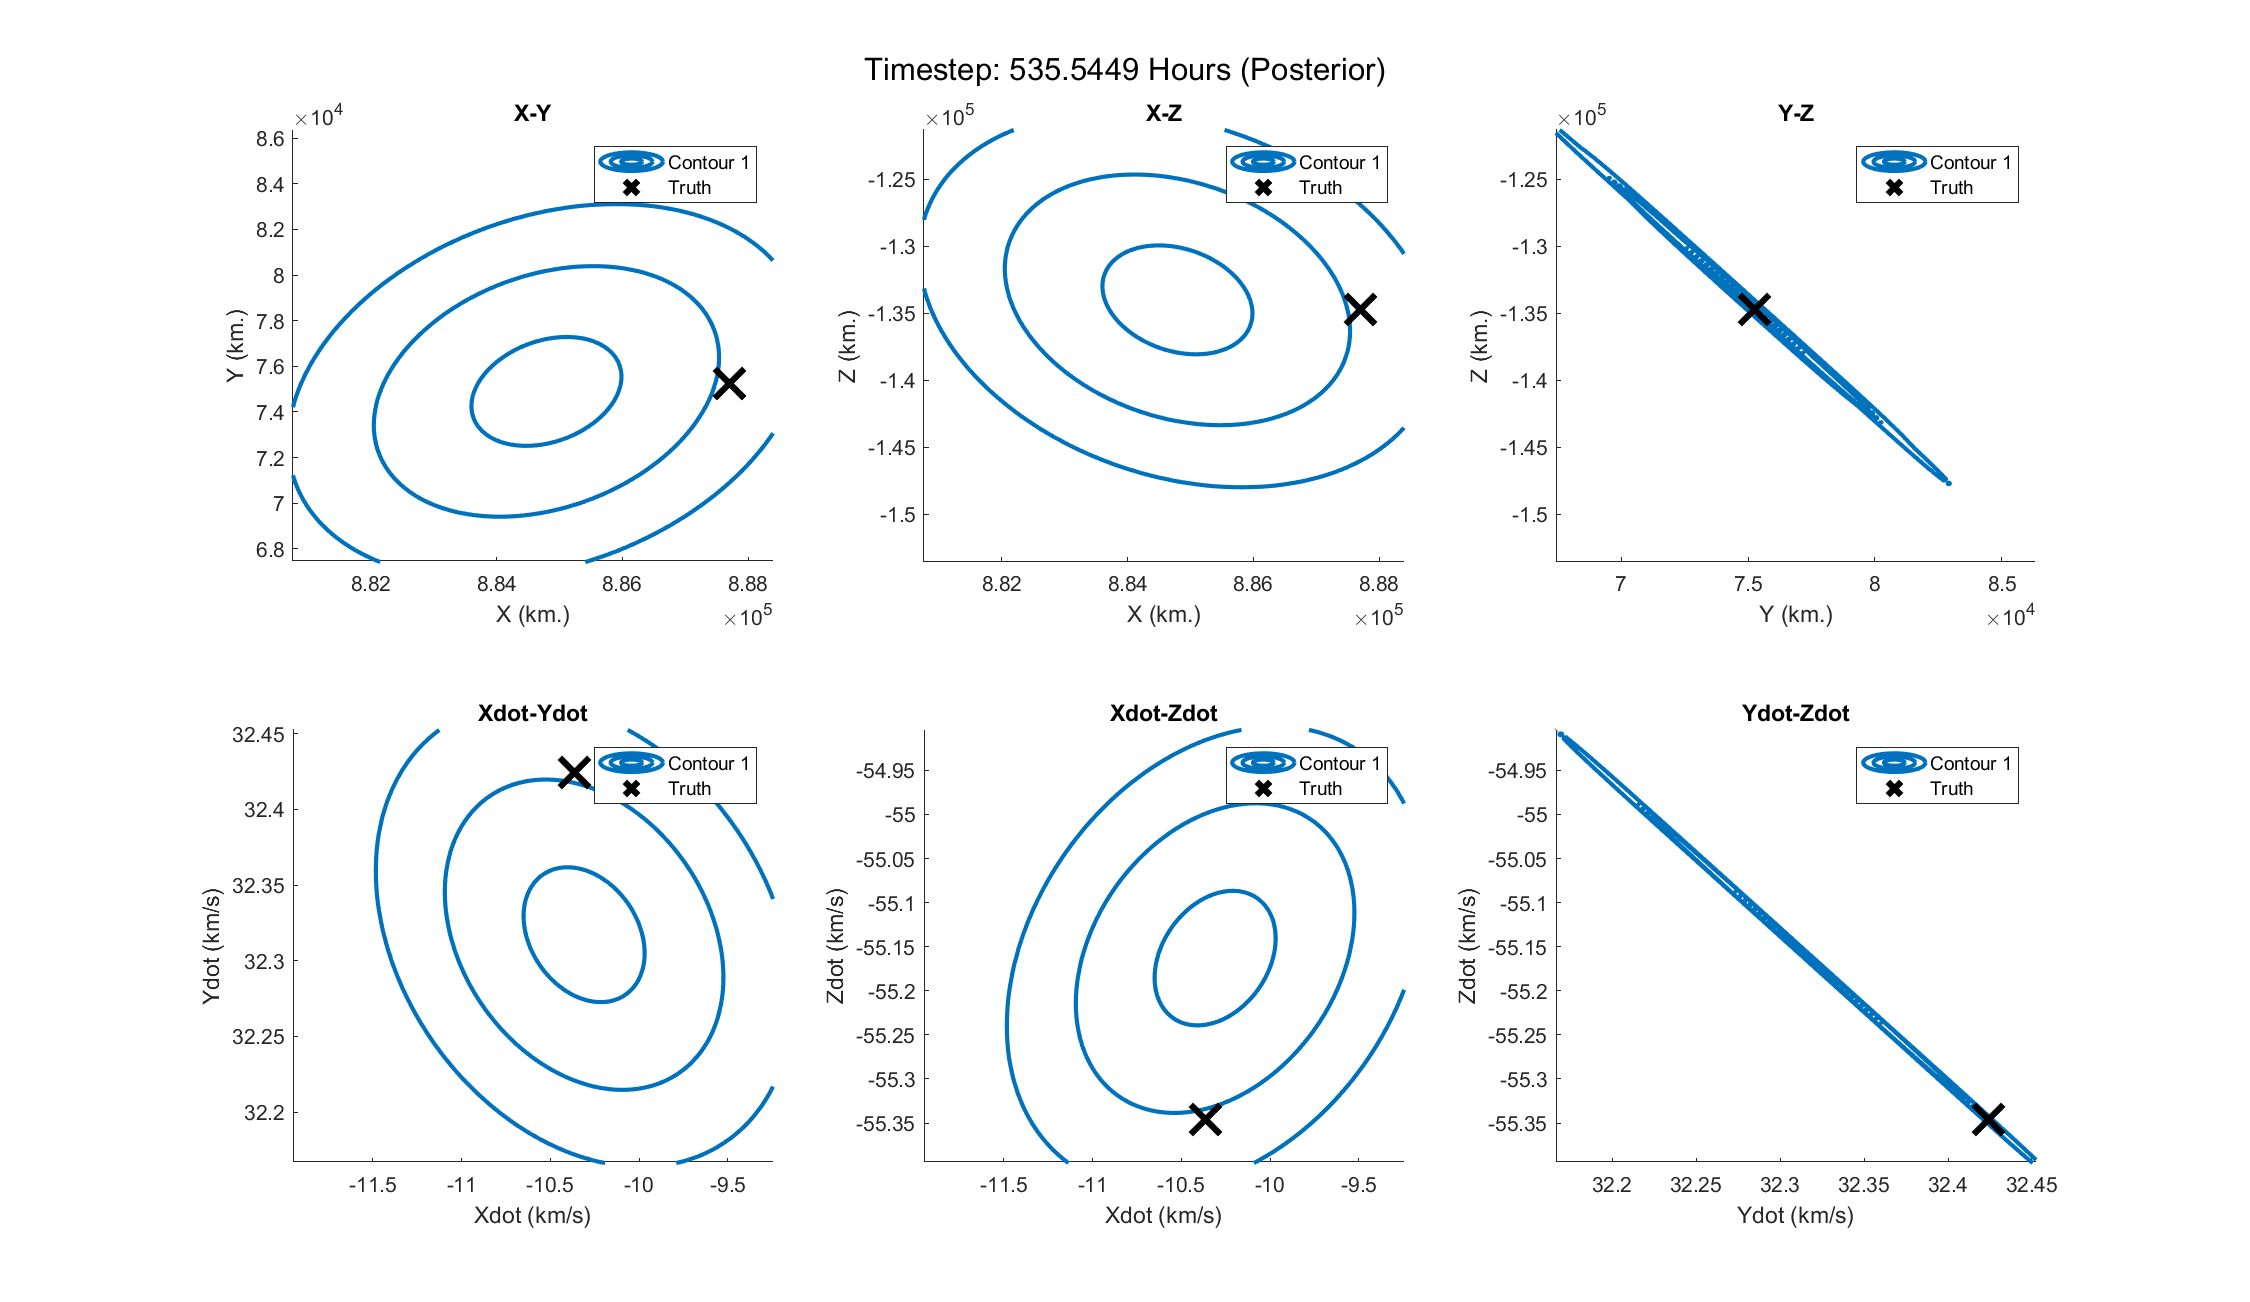 Timestep: 535.5449 Hours (Posterior)
X-Y
×10^4
8.6
8.4
8.2
8
7.8
7.6
7.4
7.2
7
6.8
Y (km.)
8.82 8.84 8.86 8.88
X (km.)
×10^5
Contour 1
Truth
X-Z
×10^5
-1.25
-1.3
-1.35
-1.4
-1.45
-1.5
Z (km.)
8.82 8.84 8.86 8.88
X (km.)
×10^5
Contour 1
Truth
Y-Z
×10^5
-1.25
-1.3
-1.35
-1.4
-1.45
-1.5
Z (km.)
7 7.5 8 8.5
Y (km.)
×10^4
Contour 1
Truth
Xdot-Ydot
32.45
32.4
32.35
32.3
32.25
32.2
Ydot (km/s)
-11.5 -11 -10.5 -10 -9.5
Xdot (km/s)
Contour 1
Truth
Xdot-Zdot
-54.95
-55
-55.05
-55.1
-55.15
-55.2
-55.25
-55.3
-55.35
Zdot (km/s)
-11.5 -11 -10.5 -10 -9.5
Xdot (km/s)
Contour 1
Truth
Ydot-Zdot
-54.95
-55
-55.05
-55.1
-55.15
-55.2
-55.25
-55.3
-55.35
Zdot (km/s)
32.2 32.25 32.3 32.35 32.4 32.45
Ydot (km/s)
Contour 1
Truth